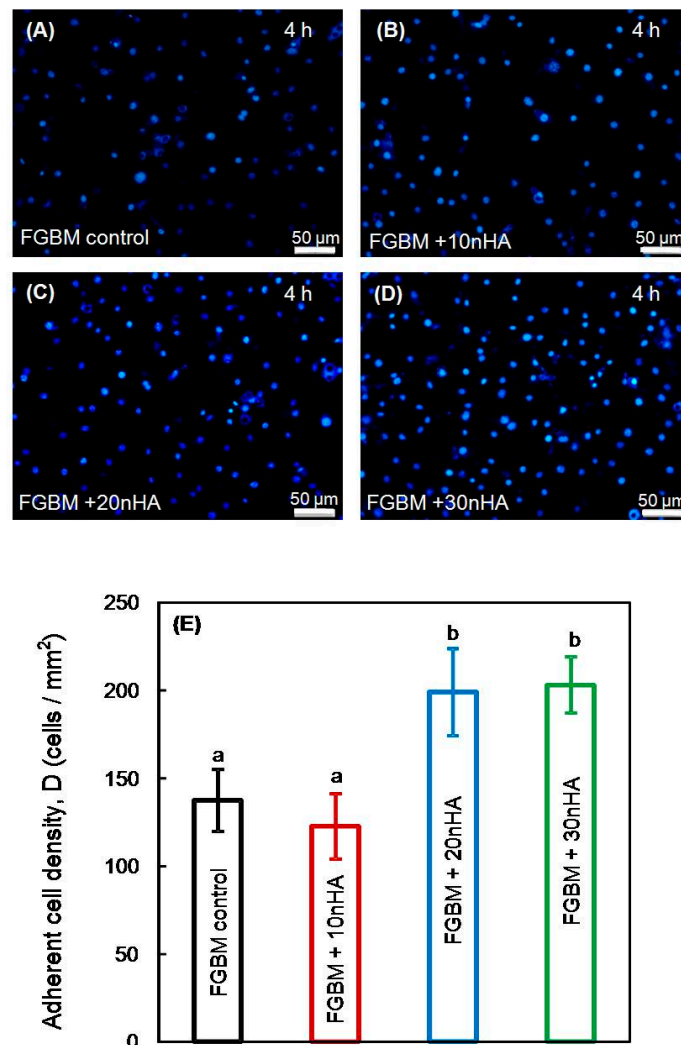 (A) 4 h
FGBM control 50 µm
(B) 4 h
FGBM +10nHA 50 µm
(C) 4 h
FGBM +20nHA 50 µm
(D) 4 h
FGBM +30nHA 50 µm
(E)
Adherent cell density, D (cells / mm²)
250
200
150
100
50
0
a
a
b
b
FGBM control
FGBM + 10nHA
FGBM + 20nHA
FGBM + 30nHA